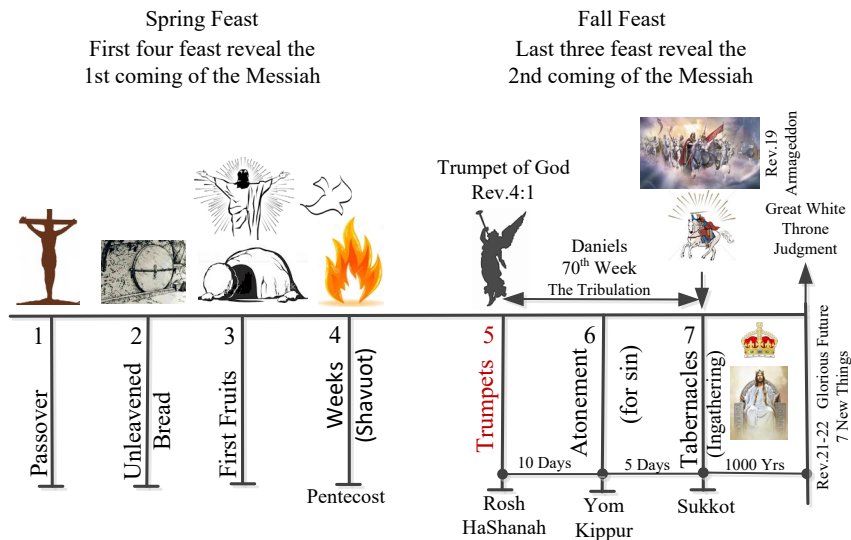 Spring Feast
First four feast reveal the
1st coming of the Messiah
Fall Feast
Last three feast reveal the
2nd coming of the Messiah
Trumpet of God
Rev.4:1
Daniels
70th Week
The Tribulation
Rev.19
Armageddon
Great White
Throne
Judgment
1
Passover
2
Unleavened
Bread
3
First Fruits
4
Weeks
(Shavuot)
Pentecost
5
Trumpets
Rosh
HaShanah
10 Days
6
Atonement
(for sin)
Yom
Kippur
5 Days
7
Tabernacles
(Ingathering)
Sukkot
1000 Yrs
Rev.21-22 Glorious Future
7 New Things